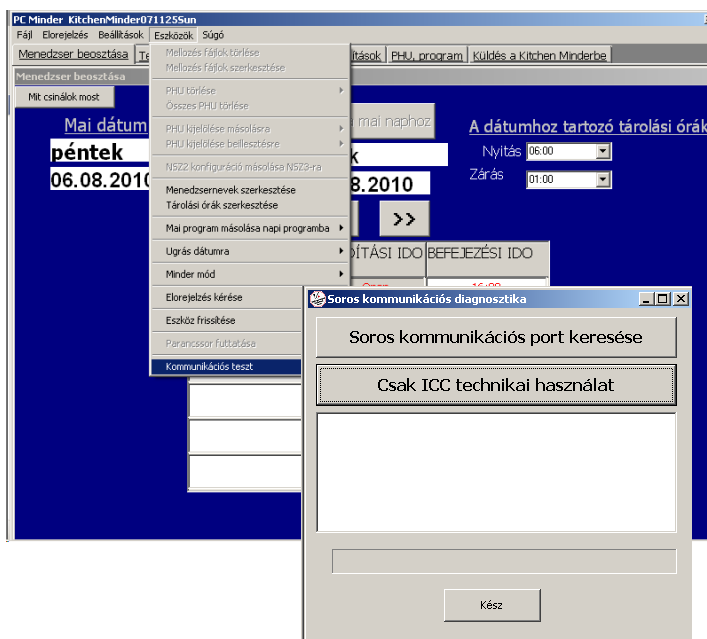 PC Minder KitchenMinder071125Sun
Fájl Elorejelzés Beállítások Eszközök Súgó
Menedzser beosztása
ítások PHU, program Küldés a Kitchen Minderbe
Menedzser beosztása
Mit csinálok most
Mellozés fájlok törlése
Mellozés fájlok szerkesztése
PHU törlése
Összes PHU törlése
PHU kijelölése másolásra
PHU kijelölése beillesztésre
NSZ2 konfiguráció másolása NSZ3-ra
Menedzsernevek szerkesztése
Tárolási órák szerkesztése
Mai program másolása napi programba
Ugrás dátumra
Minder mód
Elorejelzés kérése
Eszköz frissítése
Parancssor futtatása
Kommunikációs teszt
Mai dátum
péntek
06.08.2010
mai naphoz
k
8.2010
>>
A dátumhoz tartozó tárolási órák
Nyitás 06:00
Zárás 01:00
DÍTÁSI IDO BEFEJEZÉSI IDO
Soros kommunikációs diagnosztika
Soros kommunikációs port keresése
Csak ICC technikai használat
Kész